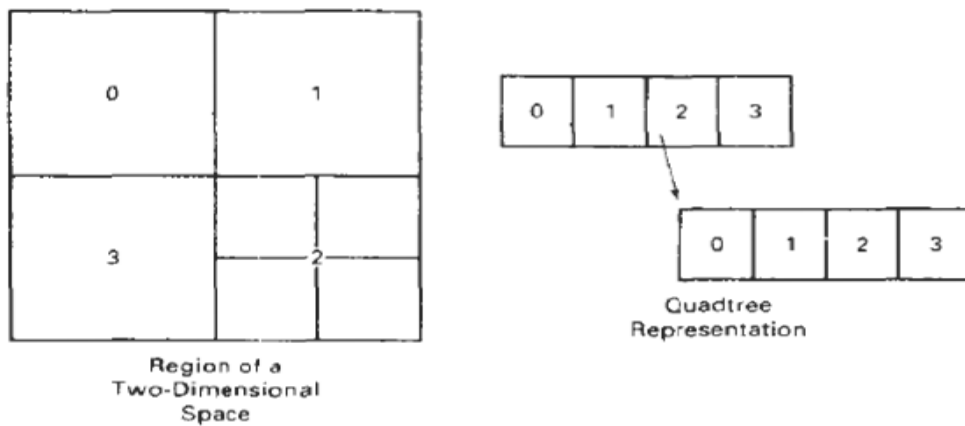 0 1
3 2
Region of a
Two-Dimensional
Space
0 1 2 3
0 1 2 3
Quadtree
Representation